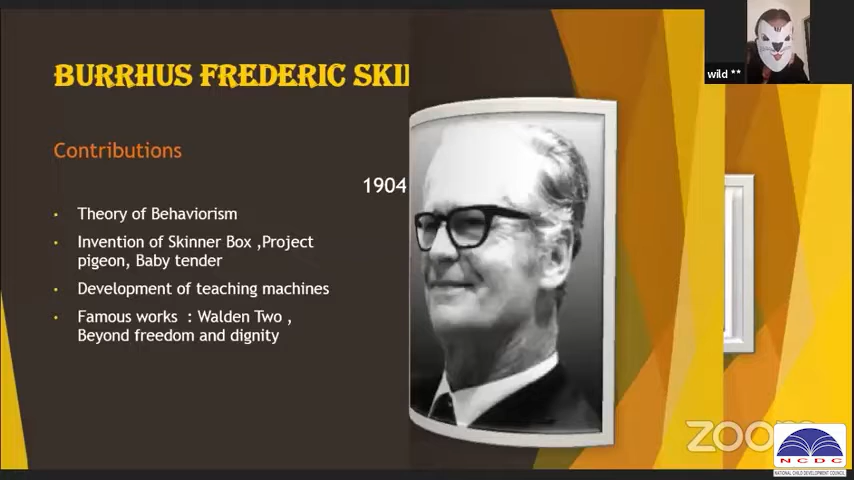 wild **
BURRHUS FREDERIC SKI
Contributions
1904
Theory of Behaviorism
Invention of Skinner Box ,Project
pigeon, Baby tender
Development of teaching machines
Famous works : Walden Two ,
Beyond freedom and dignity
zoom
NCDC
NATIONAL CHILD DEVELOPMENT COUNCIL